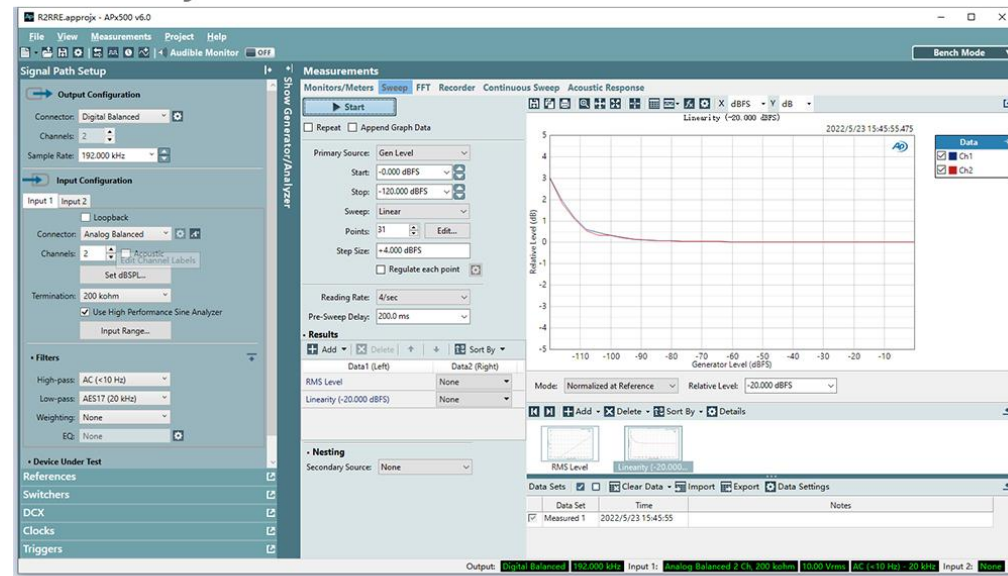 R2RRE.approjx - APx500 v6.0
File View Measurements Project Help
Audible Monitor OFF
Bench Mode
Signal Path Setup
Output Configuration
Connector: Digital Balanced
Channels: 2
Sample Rate: 192.000 kHz
Input Configuration
Input 1 Input 2
Loopback
Connector: Analog Balanced
Channels: 2 Acoustic
Edit Channel Labels
Set dBSPL...
Termination: 200 kohm
Use High Performance Sine Analyzer
Input Range...
Filters
High-pass: AC (<10 Hz)
Low-pass: AES17 (20 kHz)
Weighting: None
EQ: None
Device Under Test
References
Switchers
DCX
Clocks
Triggers
Show Generator/Analyzer
Measurements
Monitors/Meters Sweep FFT Recorder Continuous Sweep Acoustic Response
Start
Repeat Append Graph Data
Primary Source: Gen Level
Start: -0.000 dBFS
Stop: -120.000 dBFS
Sweep: Linear
Points: 31 Edit...
Step Size: +4.000 dBFS
Regulate each point
Reading Rate: 4/sec
Pre-Sweep Delay: 200.0 ms
Results
Add Delete Sort By
Data1 (Left) Data2 (Right)
RMS Level None
Linearity (-20.000 dBFS) None
Nesting
Secondary Source: None
X dBFS Y dB
Linearity (-20.000 dBFS)
2022/5/23 15:45:55.475
AP
Relative Level (dB)
5
4
3
2
1
0
-1
-2
-3
-4
-5
-110 -100 -90 -80 -70 -60 -50 -40 -30 -20 -10
Generator Level (dBFS)
Data
Ch1
Ch2
Mode: Normalized at Reference Relative Level: -20.000 dBFS
Add Delete Sort By Details
RMS Level Linearity (-20.000...
Data Sets Clear Data Import Export Data Settings
Data Set Time Notes
Measured 1 2022/5/23 15:45:55
Output: Digital Balanced 192.000 kHz Input 1: Analog Balanced 2 Ch, 200 kohm 10.00 Vrms AC (<10 Hz) - 20 kHz Input 2: None